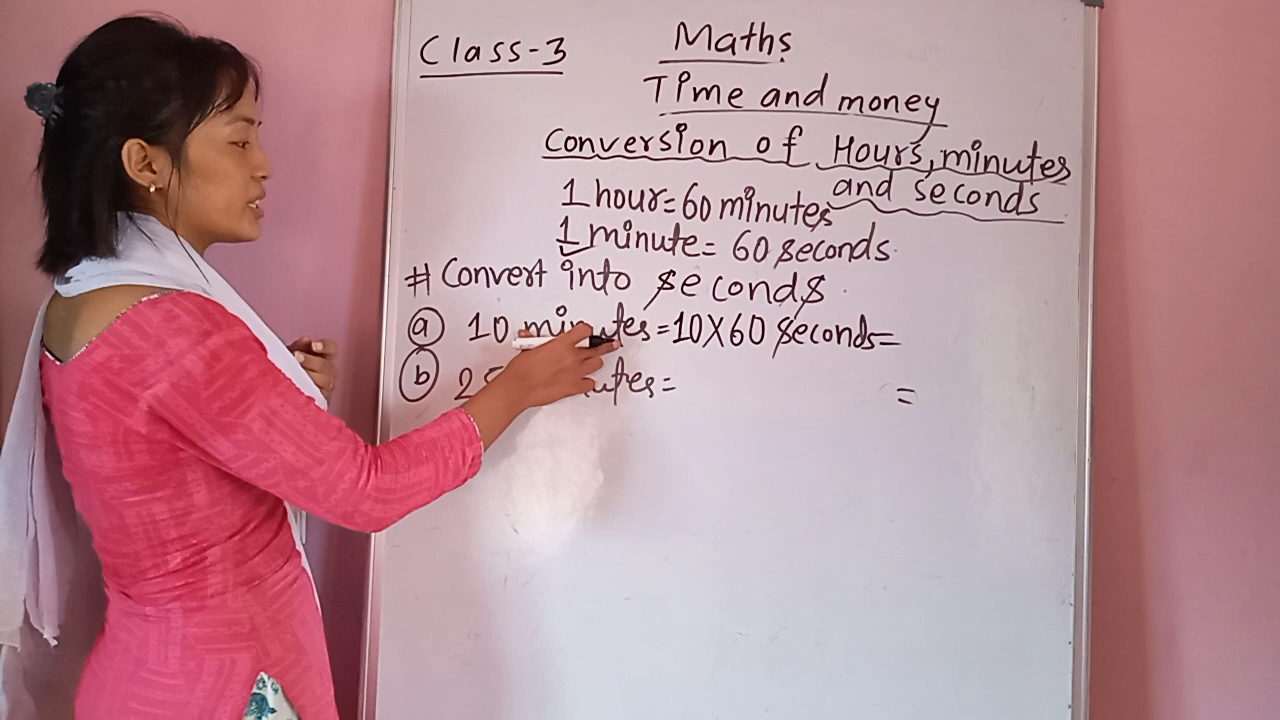 Class-3
Maths
Time and money
Conversion of Hours, minutes
and seconds
1 hour = 60 minutes
1 minute = 60 seconds.
# Convert into seconds.
(a) 10 minutes = 10X60 seconds =
(b) =
=